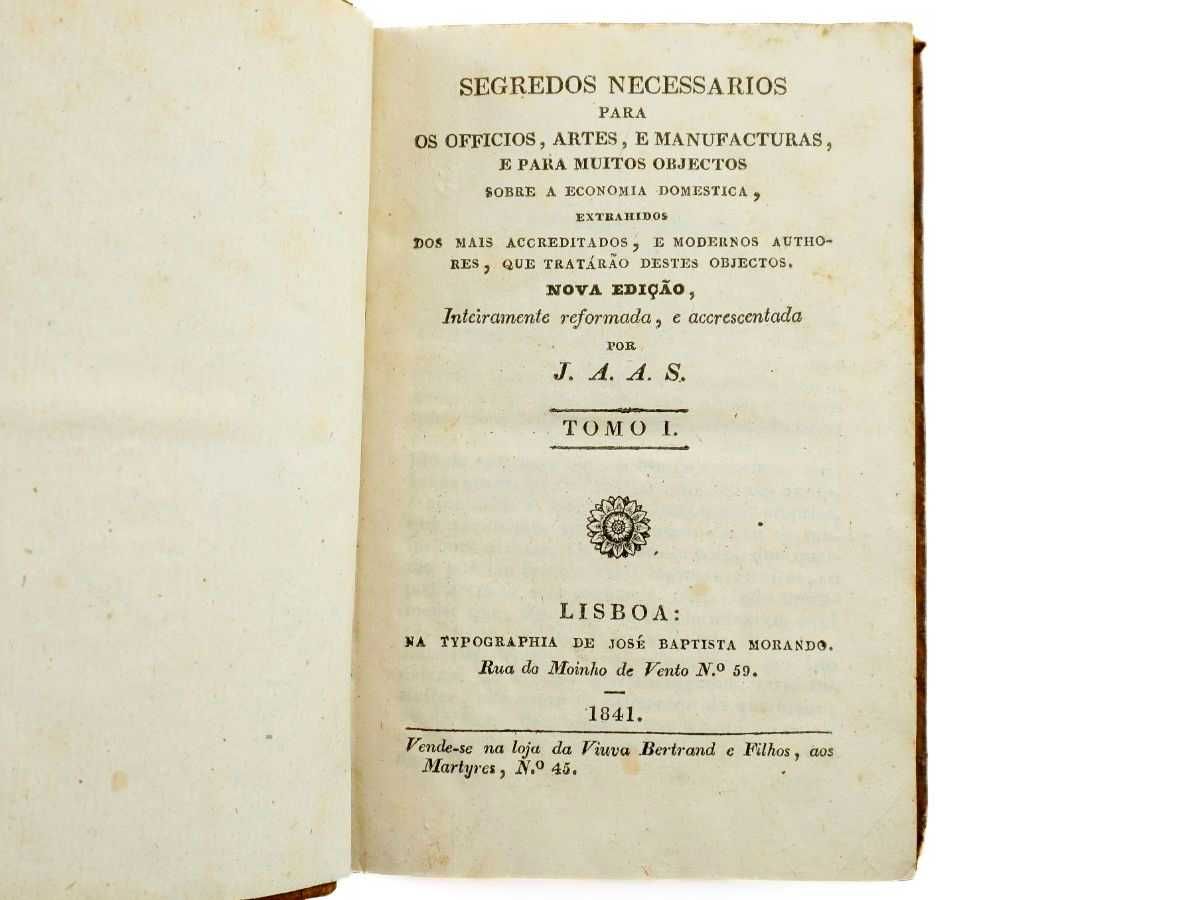 SEGREDOS NECESSARIOS
PARA
OS OFFICIOS, ARTES, E MANUFACTURAS,
E PARA MUITOS OBJECTOS
SOBRE A ECONOMIA DOMESTICA,
EXTRAHIDOS
DOS MAIS ACCREDITADOS, E MODERNOS AUTHO-
RES, QUE TRATÁRÃO DESTES OBJECTOS.
NOVA EDIÇÃO,
Inteiramente reformada, e accrescentada
POR
J. A. A. S.
TOMO I.
LISBOA:
NA TYPOGRAPHIA DE JOSÉ BAPTISTA MORANDO.
Rua do Moinho de Vento N.º 59.
1841.
Vende-se na loja da Viuva Bertrand e Filhos, aos
Martyres, N.º 45.